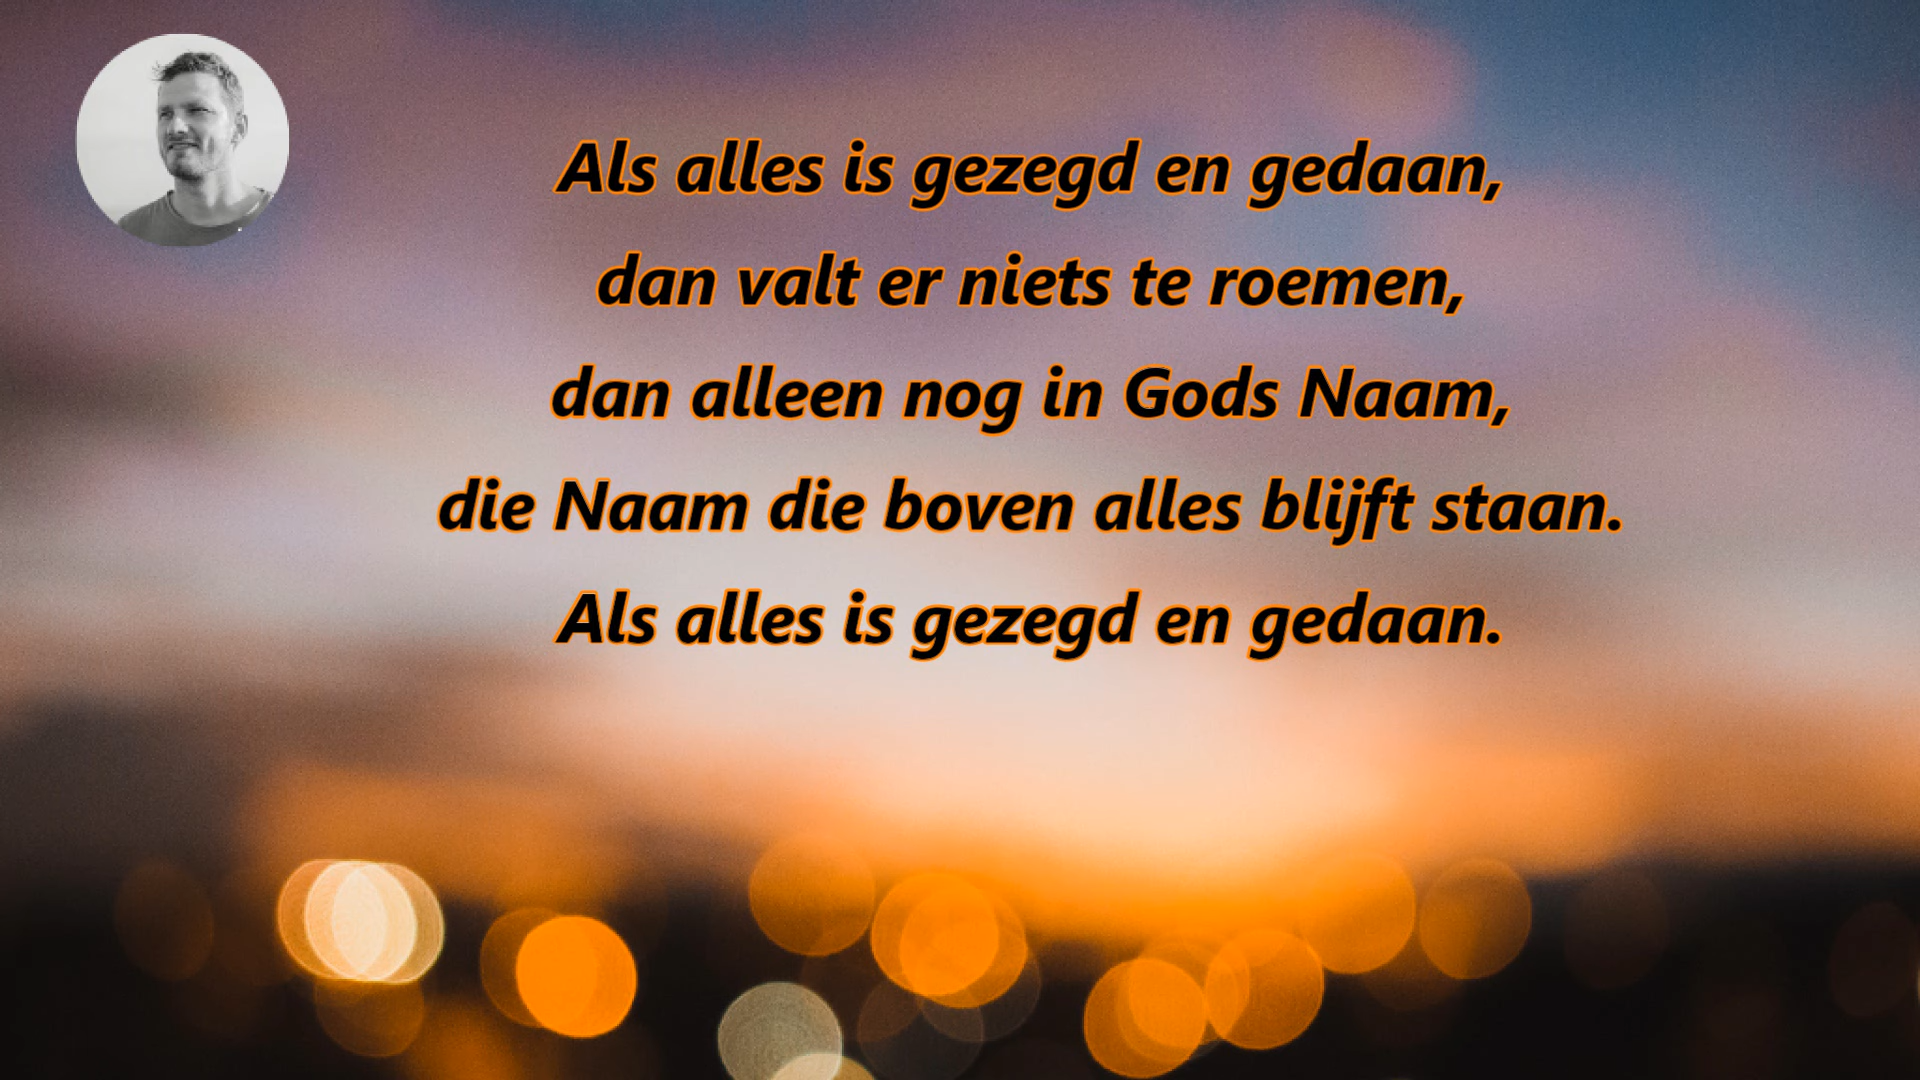 Als alles is gezegd en gedaan,
dan valt er niets te roemen,
dan alleen nog in Gods Naam,
die Naam die boven alles blijft staan.
Als alles is gezegd en gedaan.